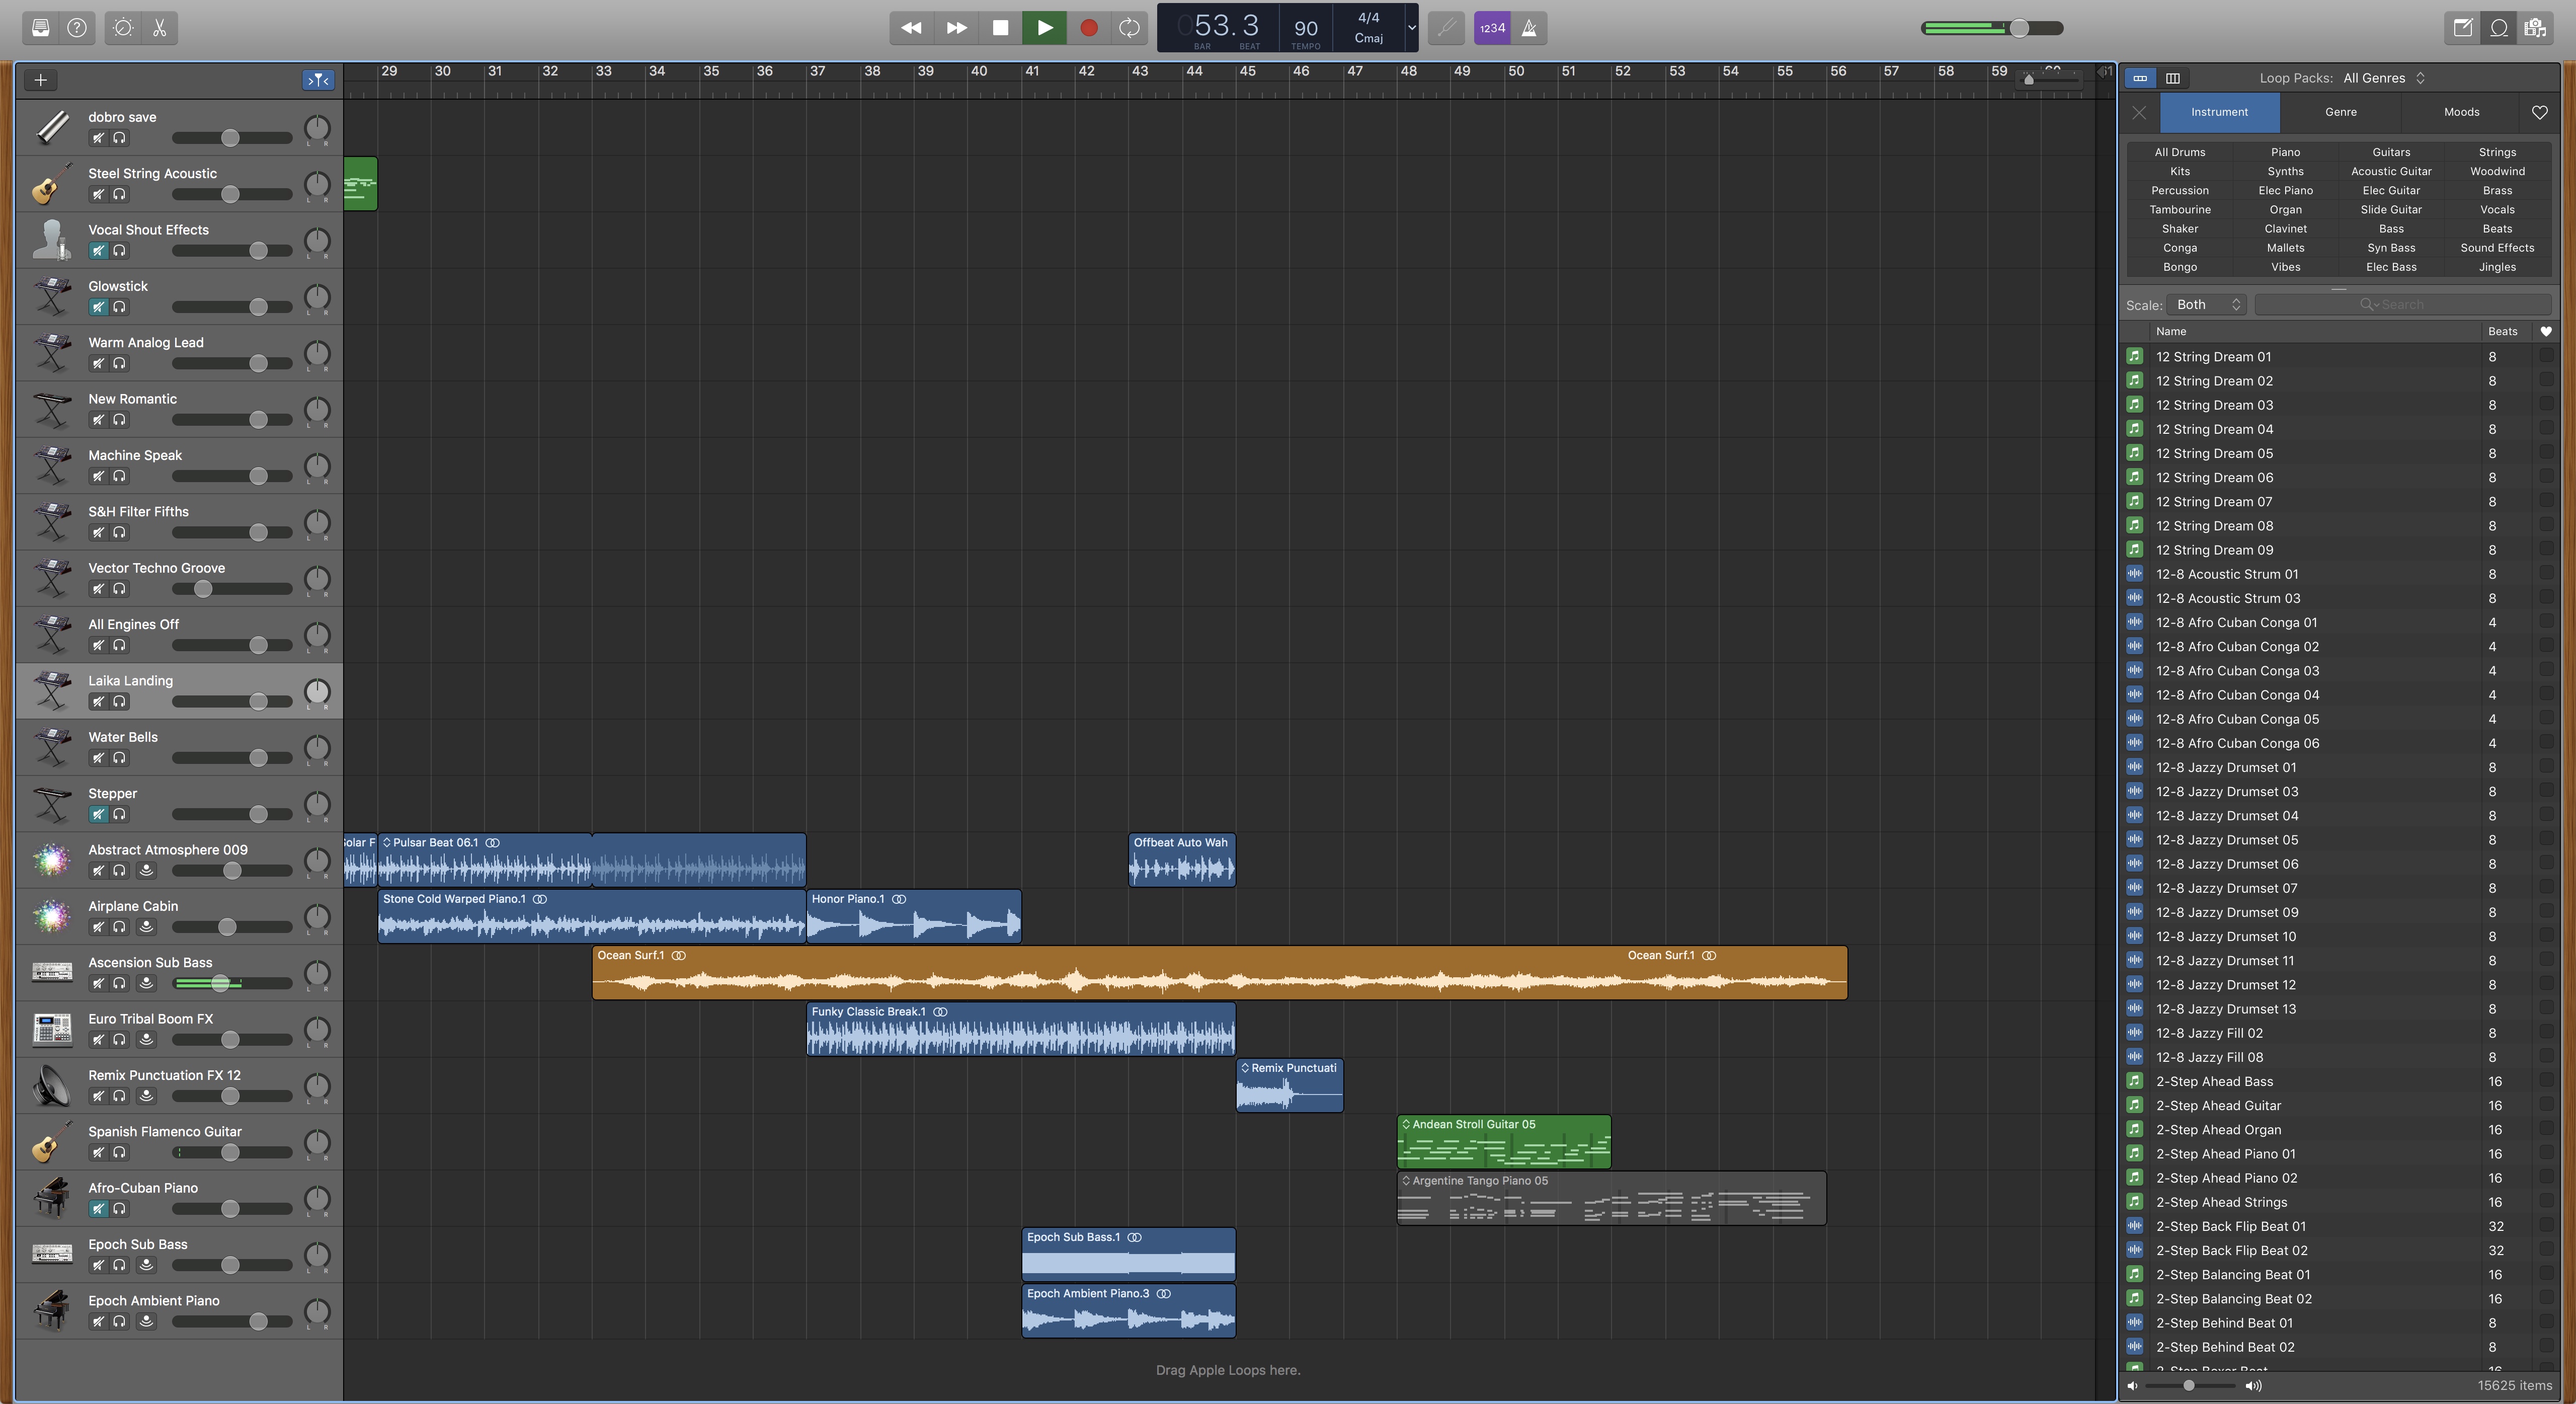 053.3
BAR BEAT
90
TEMPO
4/4
Cmaj
1234
29 30 31 32 33 34 35 36 37 38 39 40 41 42 43 44 45 46 47 48 49 50 51 52 53 54 55 56 57 58 59
dobro save
L R
Steel String Acoustic
L R
Vocal Shout Effects
L R
Glowstick
L R
Warm Analog Lead
L R
New Romantic
L R
Machine Speak
L R
S&H Filter Fifths
L R
Vector Techno Groove
L R
All Engines Off
L R
Laika Landing
L R
Water Bells
L R
Stepper
L R
Abstract Atmosphere 009
L R
Airplane Cabin
L R
Ascension Sub Bass
L R
Euro Tribal Boom FX
L R
Remix Punctuation FX 12
L R
Spanish Flamenco Guitar
L R
Afro-Cuban Piano
L R
Epoch Sub Bass
L R
Epoch Ambient Piano
L R
Solar F
Pulsar Beat 06.1
Offbeat Auto Wah
Stone Cold Warped Piano.1
Honor Piano.1
Ocean Surf.1
Ocean Surf.1
Funky Classic Break.1
Remix Punctuati
Andean Stroll Guitar 05
Argentine Tango Piano 05
Epoch Sub Bass.1
Epoch Ambient Piano.3
Drag Apple Loops here.
Loop Packs: All Genres
Instrument Genre Moods
All Drums Piano Guitars Strings
Kits Synths Acoustic Guitar Woodwind
Percussion Elec Piano Elec Guitar Brass
Tambourine Organ Slide Guitar Vocals
Shaker Clavinet Bass Beats
Conga Mallets Syn Bass Sound Effects
Bongo Vibes Elec Bass Jingles
Scale: Both Search
Name Beats
12 String Dream 01 8
12 String Dream 02 8
12 String Dream 03 8
12 String Dream 04 8
12 String Dream 05 8
12 String Dream 06 8
12 String Dream 07 8
12 String Dream 08 8
12 String Dream 09 8
12-8 Acoustic Strum 01 8
12-8 Acoustic Strum 03 8
12-8 Afro Cuban Conga 01 4
12-8 Afro Cuban Conga 02 4
12-8 Afro Cuban Conga 03 4
12-8 Afro Cuban Conga 04 4
12-8 Afro Cuban Conga 05 4
12-8 Afro Cuban Conga 06 4
12-8 Jazzy Drumset 01 8
12-8 Jazzy Drumset 03 8
12-8 Jazzy Drumset 04 8
12-8 Jazzy Drumset 05 8
12-8 Jazzy Drumset 06 8
12-8 Jazzy Drumset 07 8
12-8 Jazzy Drumset 09 8
12-8 Jazzy Drumset 10 8
12-8 Jazzy Drumset 11 8
12-8 Jazzy Drumset 12 8
12-8 Jazzy Drumset 13 8
12-8 Jazzy Fill 02 8
12-8 Jazzy Fill 08 8
2-Step Ahead Bass 16
2-Step Ahead Guitar 16
2-Step Ahead Organ 16
2-Step Ahead Piano 01 16
2-Step Ahead Piano 02 16
2-Step Ahead Strings 16
2-Step Back Flip Beat 01 32
2-Step Back Flip Beat 02 32
2-Step Balancing Beat 01 16
2-Step Balancing Beat 02 16
2-Step Behind Beat 01 8
2-Step Behind Beat 02 8
2-Step Boxer Beat 16
15625 items